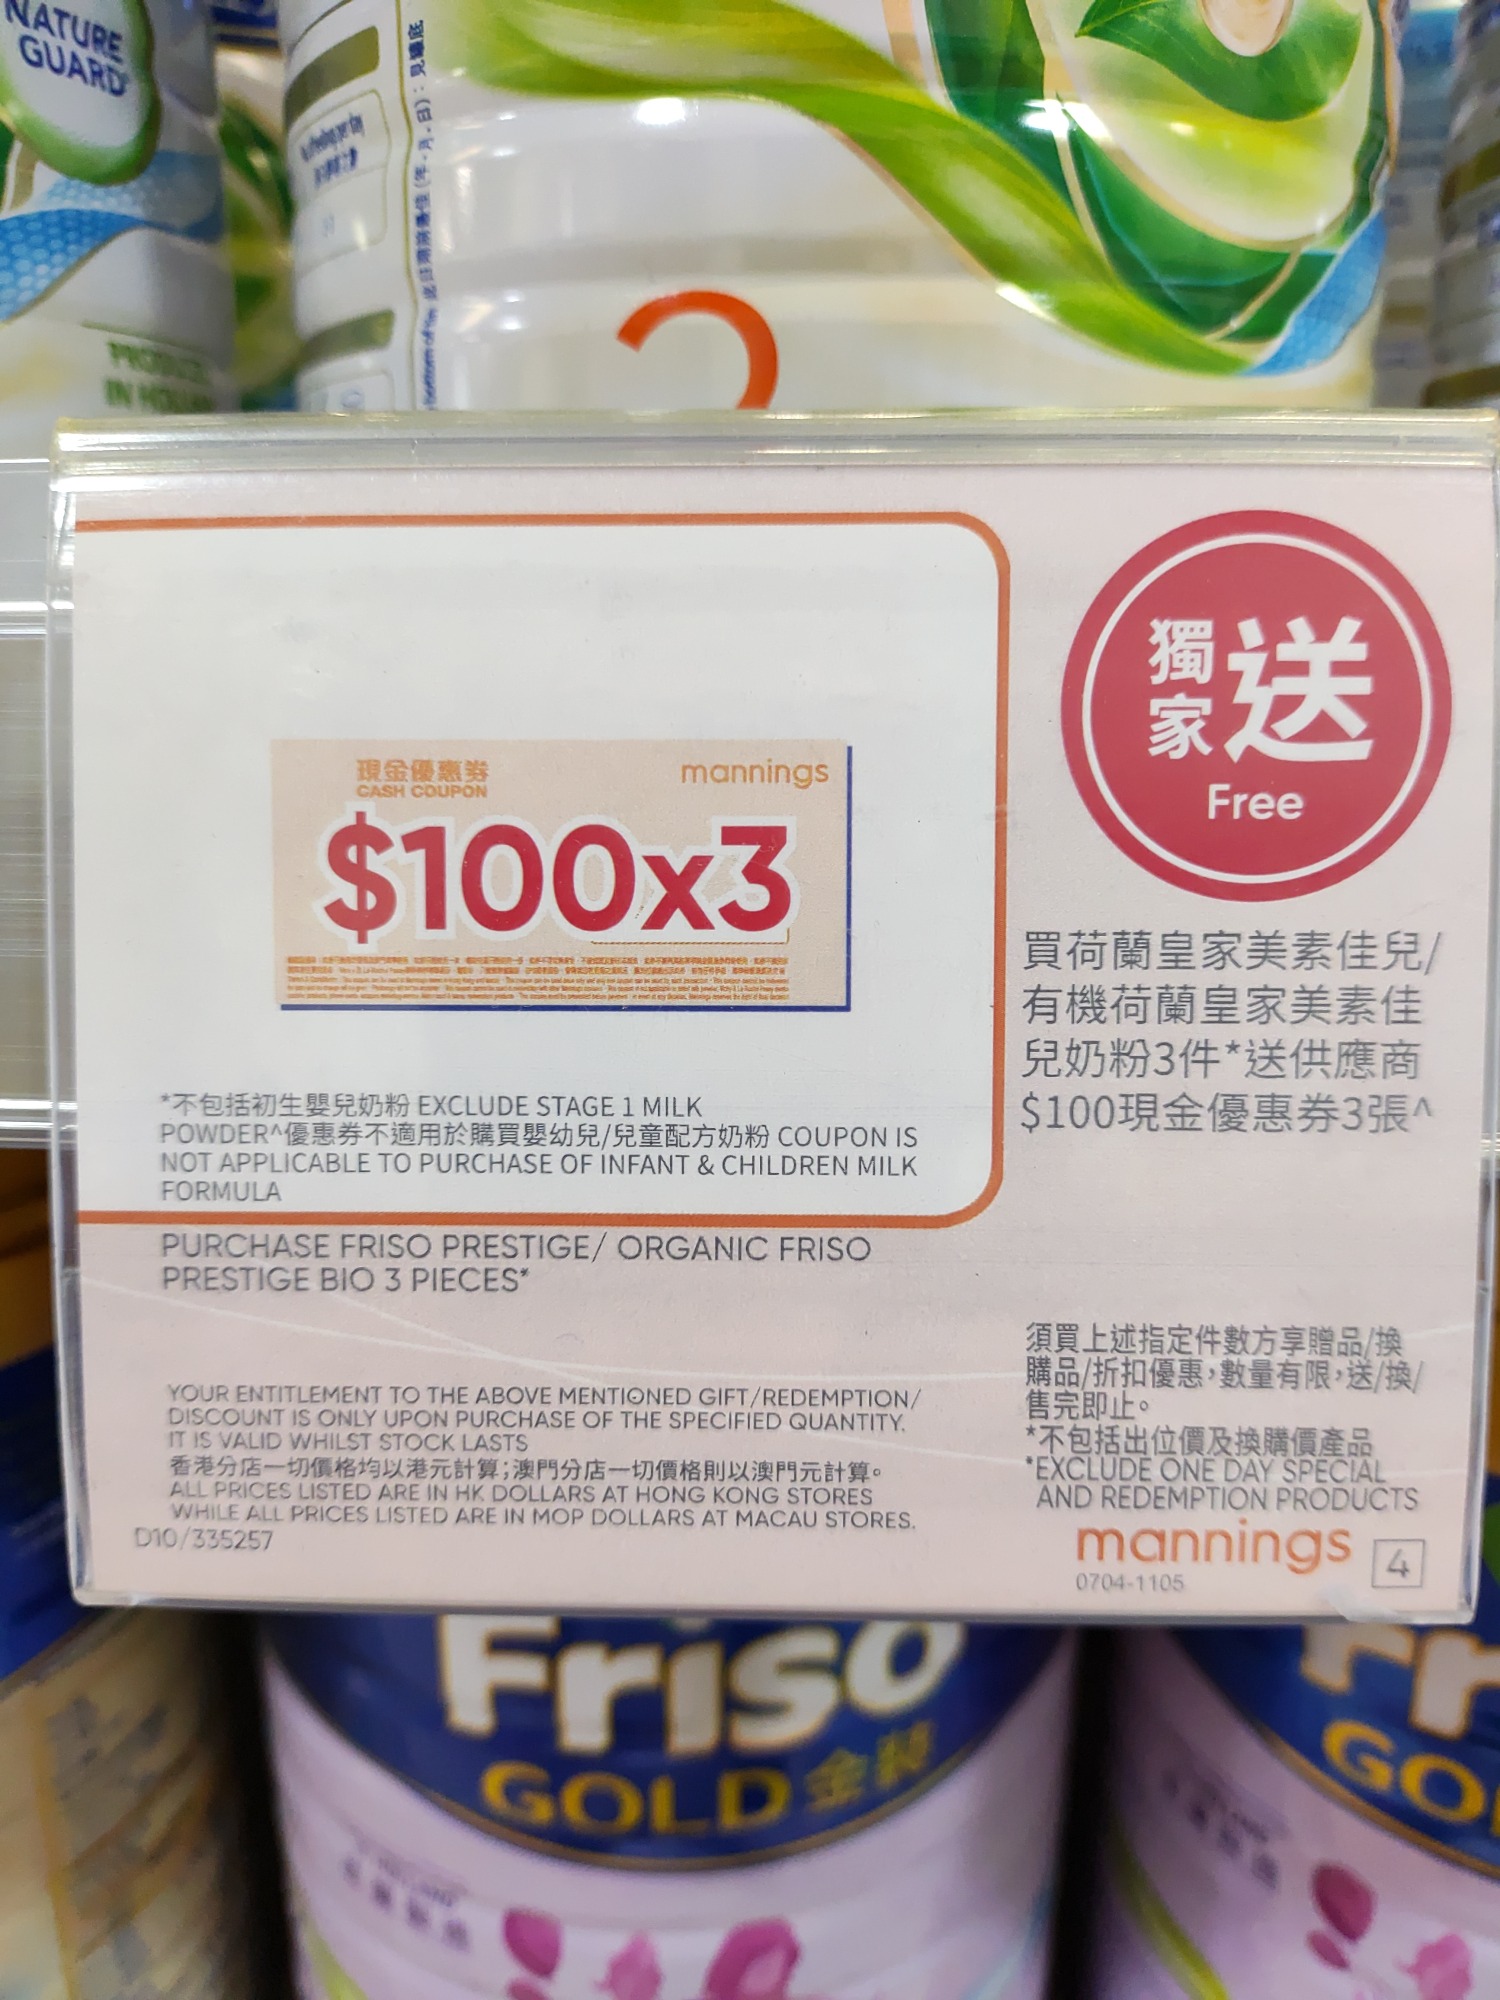 NATURE
GUARD
見罐底
2
獨家
送
Free
現金優惠券
CASH COUPON
mannings
$100x3
買荷蘭皇家美素佳兒/
有機荷蘭皇家美素佳
兒奶粉3件*送供應商
$100現金優惠券3張^
*不包括初生嬰兒奶粉 EXCLUDE STAGE 1 MILK
POWDER^優惠券不適用於購買嬰幼兒/兒童配方奶粉 COUPON IS
NOT APPLICABLE TO PURCHASE OF INFANT & CHILDREN MILK
FORMULA
PURCHASE FRISO PRESTIGE/ ORGANIC FRISO
PRESTIGE BIO 3 PIECES*
YOUR ENTITLEMENT TO THE ABOVE MENTIONED GIFT/REDEMPTION/
DISCOUNT IS ONLY UPON PURCHASE OF THE SPECIFIED QUANTITY.
IT IS VALID WHILST STOCK LASTS
香港分店一切價格均以港元計算;澳門分店一切價格則以澳門元計算。
ALL PRICES LISTED ARE IN HK DOLLARS AT HONG KONG STORES
WHILE ALL PRICES LISTED ARE IN MOP DOLLARS AT MACAU STORES.
D10/335257
須買上述指定件數方享贈品/換
購品/折扣優惠,數量有限,送/換/
售完即止。
*不包括出位價及換購價產品
*EXCLUDE ONE DAY SPECIAL
AND REDEMPTION PRODUCTS
mannings
4
0704-1105
Friso
GOLD 金裝
Fr
GO